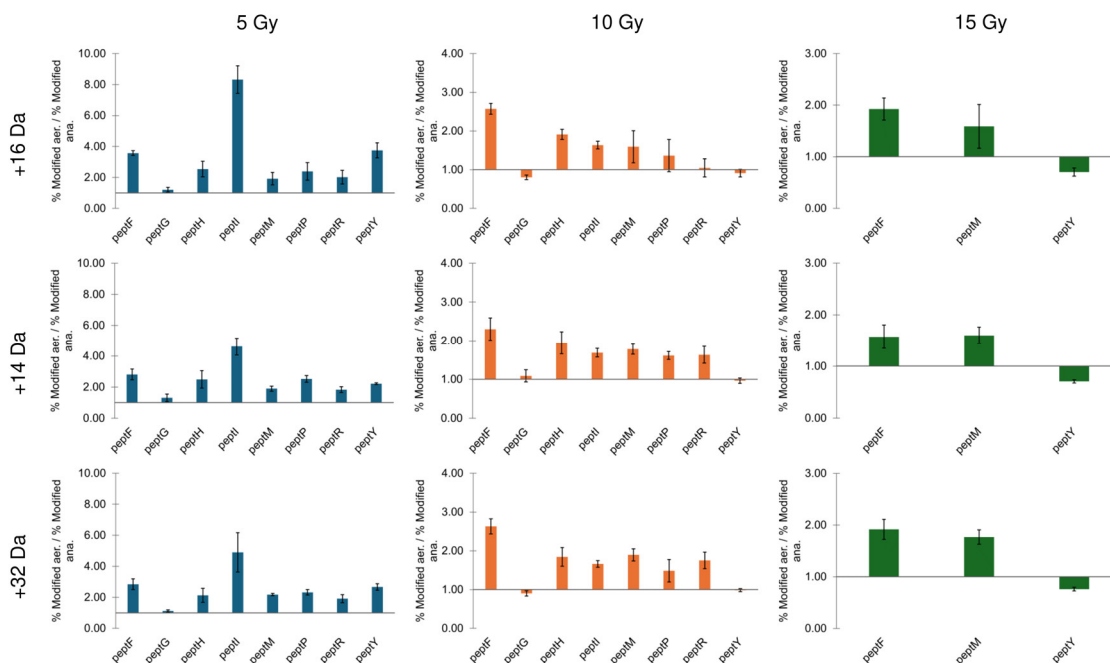 5 Gy
10 Gy
15 Gy
+16 Da
% Modified aer. / % Modified
ana.
10.00
8.00
6.00
4.00
2.00
0.00
peptF
peptG
peptH
peptI
peptM
peptP
peptR
peptY
% Modified aer. / % Modified
ana.
4.00
3.00
2.00
1.00
0.00
peptF
peptG
peptH
peptI
peptM
peptP
peptR
peptY
% Modified aer. / % Modified
ana.
3.00
2.00
1.00
0.00
peptF
peptM
peptY
+14 Da
% Modified aer. / % Modified
ana.
10.00
8.00
6.00
4.00
2.00
0.00
peptF
peptG
peptH
peptI
peptM
peptP
peptR
peptY
% Modified aer. / % Modified
ana.
4.00
3.00
2.00
1.00
0.00
peptF
peptG
peptH
peptI
peptM
peptP
peptR
peptY
% Modified aer. / % Modified
ana.
3.00
2.00
1.00
0.00
peptF
peptM
peptY
+32 Da
% Modified aer. / % Modified
ana.
10.00
8.00
6.00
4.00
2.00
0.00
peptF
peptG
peptH
peptI
peptM
peptP
peptR
peptY
% Modified aer. / % Modified
ana.
4.00
3.00
2.00
1.00
0.00
peptF
peptG
peptH
peptI
peptM
peptP
peptR
peptY
% Modified aer. / % Modified
ana.
3.00
2.00
1.00
0.00
peptF
peptM
peptY